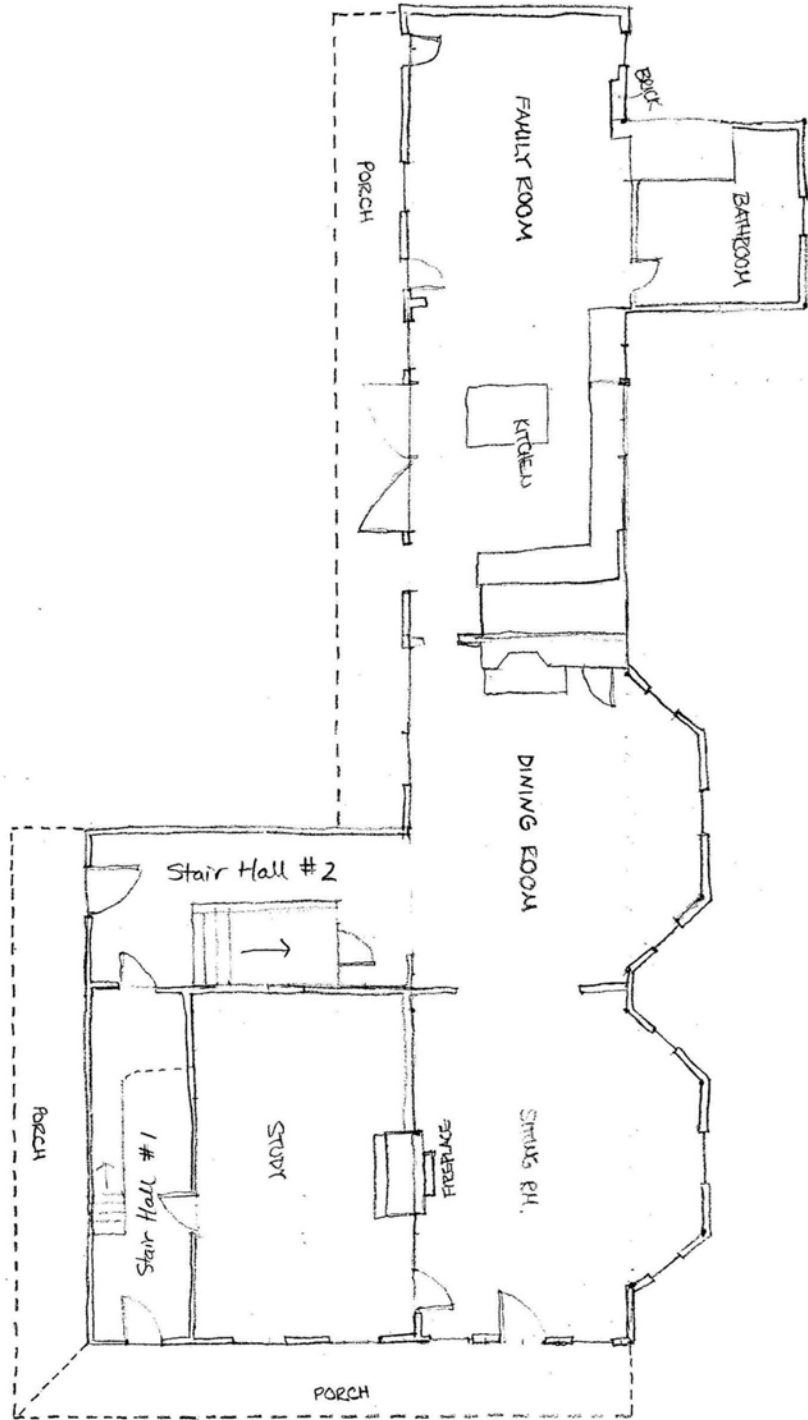 BRICK
FAMILY ROOM
BATHROOM
PORCH
KITCHEN
DINING ROOM
Stair Hall #2
PORCH
Stair Hall #1
STUDY
FIREPLACE
SITTING RM.
PORCH